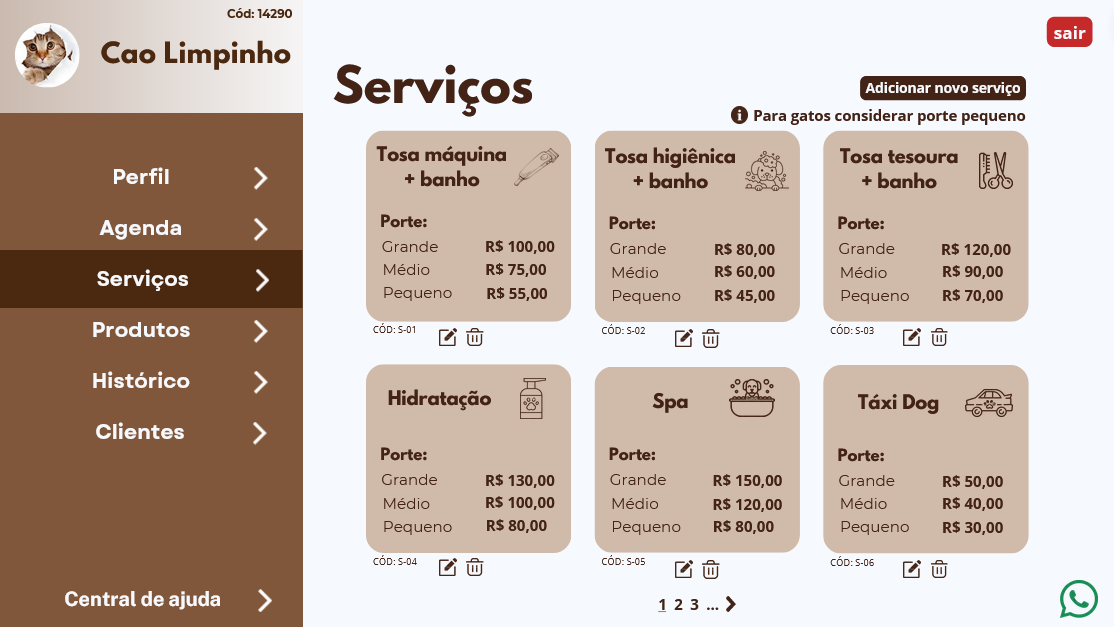 Cód: 14290
Cao Limpinho
Perfil
Agenda
Serviços
Produtos
Histórico
Clientes
Central de ajuda
sair
Serviços
Adicionar novo serviço
Para gatos considerar porte pequeno
Tosa máquina
+ banho
Porte:
Grande R$ 100,00
Médio R$ 75,00
Pequeno R$ 55,00
CÓD: S-01
Tosa higiênica
+ banho
Porte:
Grande R$ 80,00
Médio R$ 60,00
Pequeno R$ 45,00
CÓD: S-02
Tosa tesoura
+ banho
Porte:
Grande R$ 120,00
Médio R$ 90,00
Pequeno R$ 70,00
CÓD: S-03
Hidratação
Porte:
Grande R$ 130,00
Médio R$ 100,00
Pequeno R$ 80,00
CÓD: S-04
Spa
Porte:
Grande R$ 150,00
Médio R$ 120,00
Pequeno R$ 80,00
CÓD: S-05
Táxi Dog
Porte:
Grande R$ 50,00
Médio R$ 40,00
Pequeno R$ 30,00
CÓD: S-06
1 2 3 ...